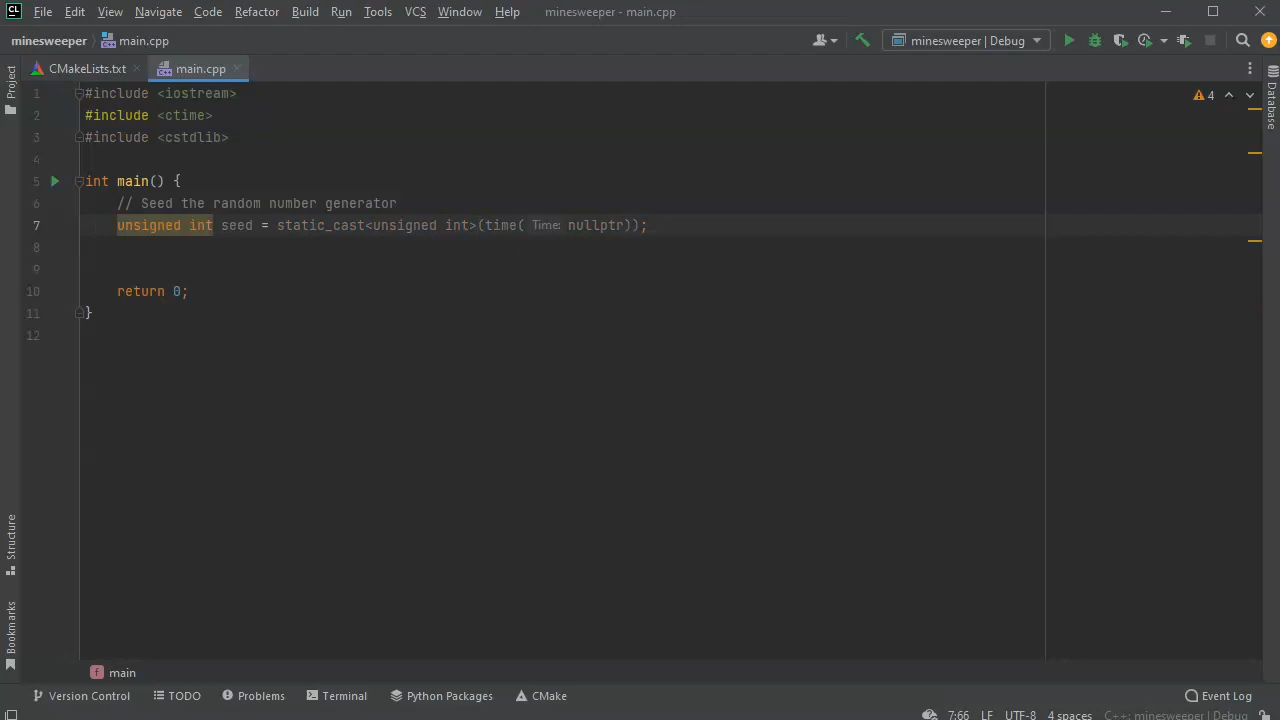 CL File Edit View Navigate Code Refactor Build Run Tools VCS Window Help minesweeper - main.cpp
minesweeper main.cpp minesweeper | Debug
CMakeLists.txt main.cpp
Project
Database
4
1 #include <iostream>
2 #include <ctime>
3 #include <cstdlib>
4
5 int main() {
6 // Seed the random number generator
7 unsigned int seed = static_cast<unsigned int>(time( Time: nullptr));
8
9
10 return 0;
11 }
12
Structure
Bookmarks
f main
Version Control TODO Problems Terminal Python Packages CMake Event Log
7:66 LF UTF-8 4 spaces C++: minesweeper | Debug